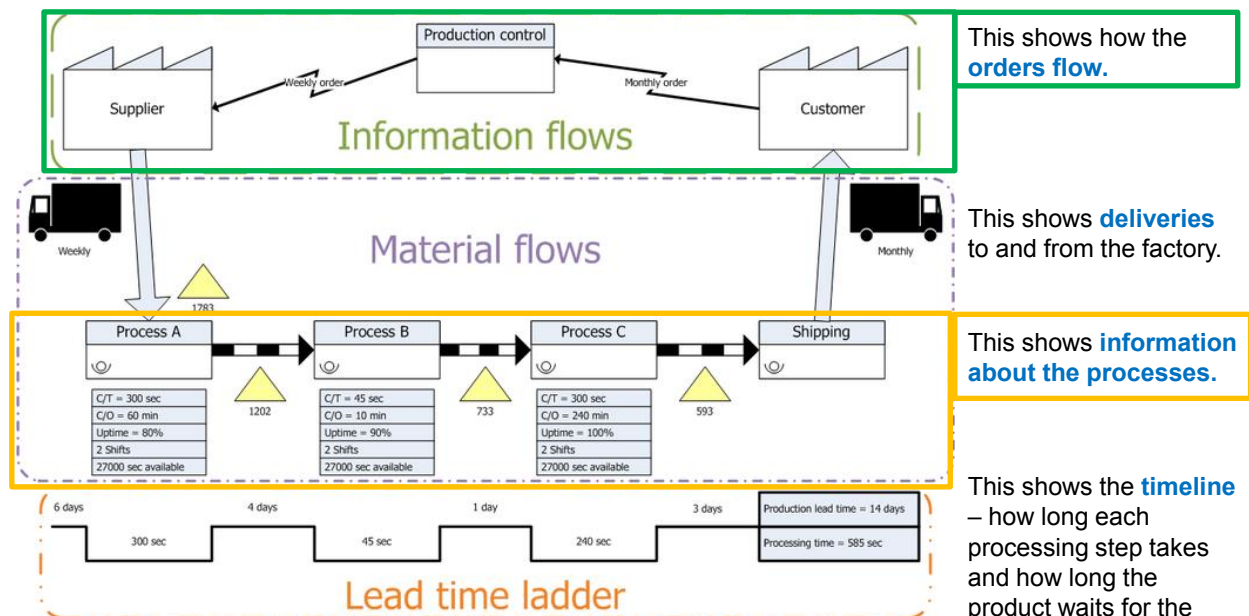 Production control
Weekly order
Monthly order
Supplier
Customer
Information flows
This shows how the
orders flow.
Weekly
Material flows
Monthly
This shows deliveries
to and from the factory.
1783
Process A
Process B
Process C
Shipping
1202
733
593
C/T = 300 sec
C/O = 60 min
Uptime = 80%
2 Shifts
27000 sec available
C/T = 45 sec
C/O = 10 min
Uptime = 90%
2 Shifts
27000 sec available
C/T = 300 sec
C/O = 240 min
Uptime = 100%
2 Shifts
27000 sec available
This shows information
about the processes.
6 days
4 days
1 day
3 days
Production lead time = 14 days
300 sec
45 sec
240 sec
Processing time = 585 sec
Lead time ladder
This shows the timeline
– how long each
processing step takes
and how long the
product waits for the